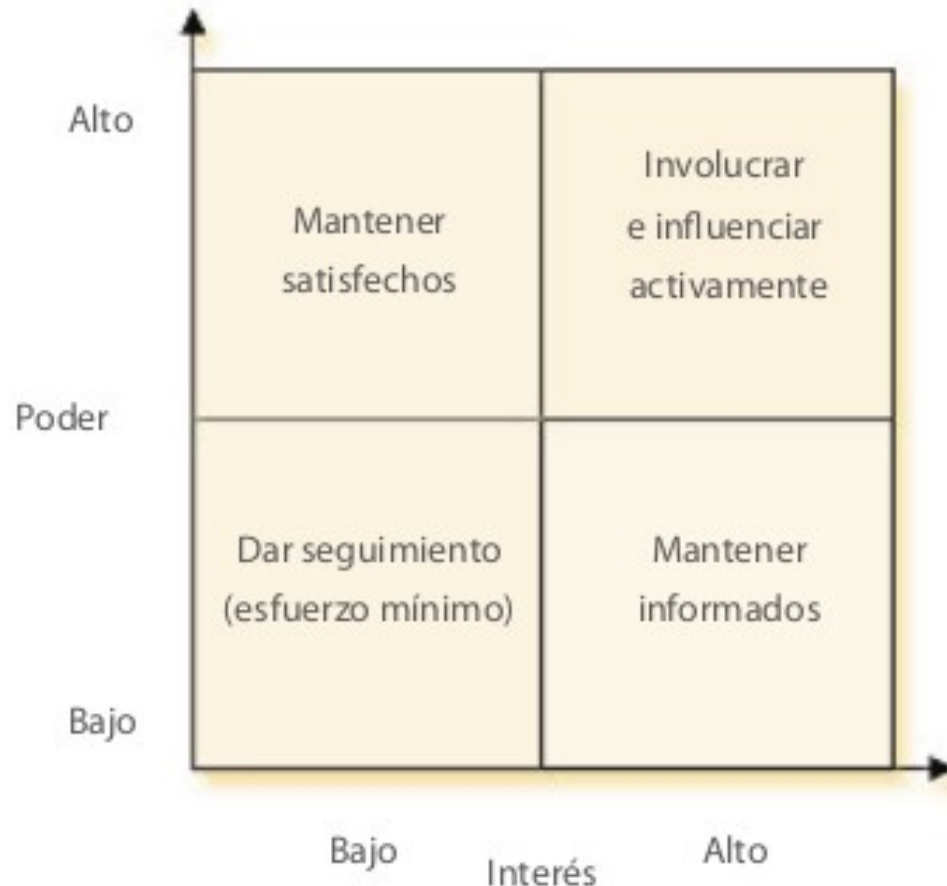 Alto
Mantener
satisfechos
Involucrar
e influenciar
activamente
Poder
Dar seguimiento
(esfuerzo mínimo)
Mantener
informados
Bajo
Bajo
Interés
Alto